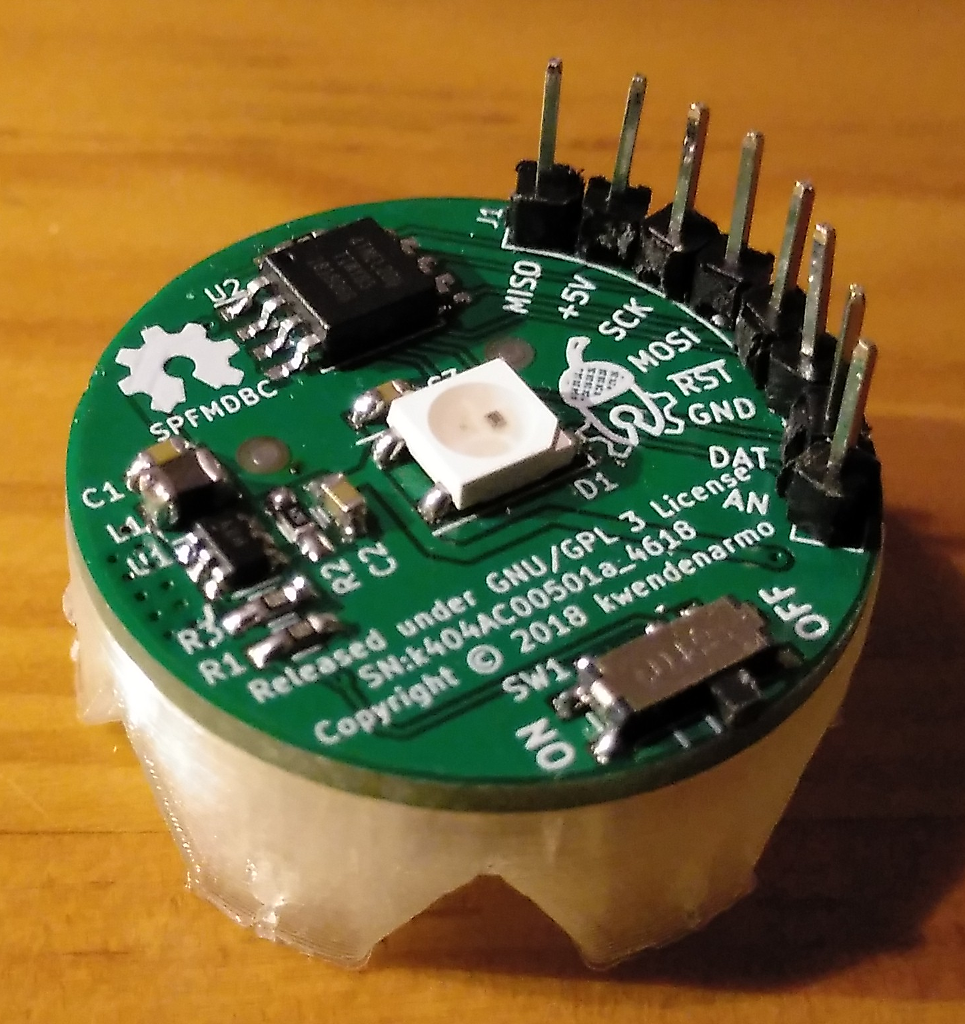 J1
MISO
+5V
SCK
MOSI
RST
GND
DAT
AN
U2
SPFMDBC
C1
L1
U1
R3
R1
R2
C2
D1
Released under GNU/GPL 3 License
SN:k404AC00501a_4618
Copyright © 2018 kwendenarmo
SW1
OFF
ON